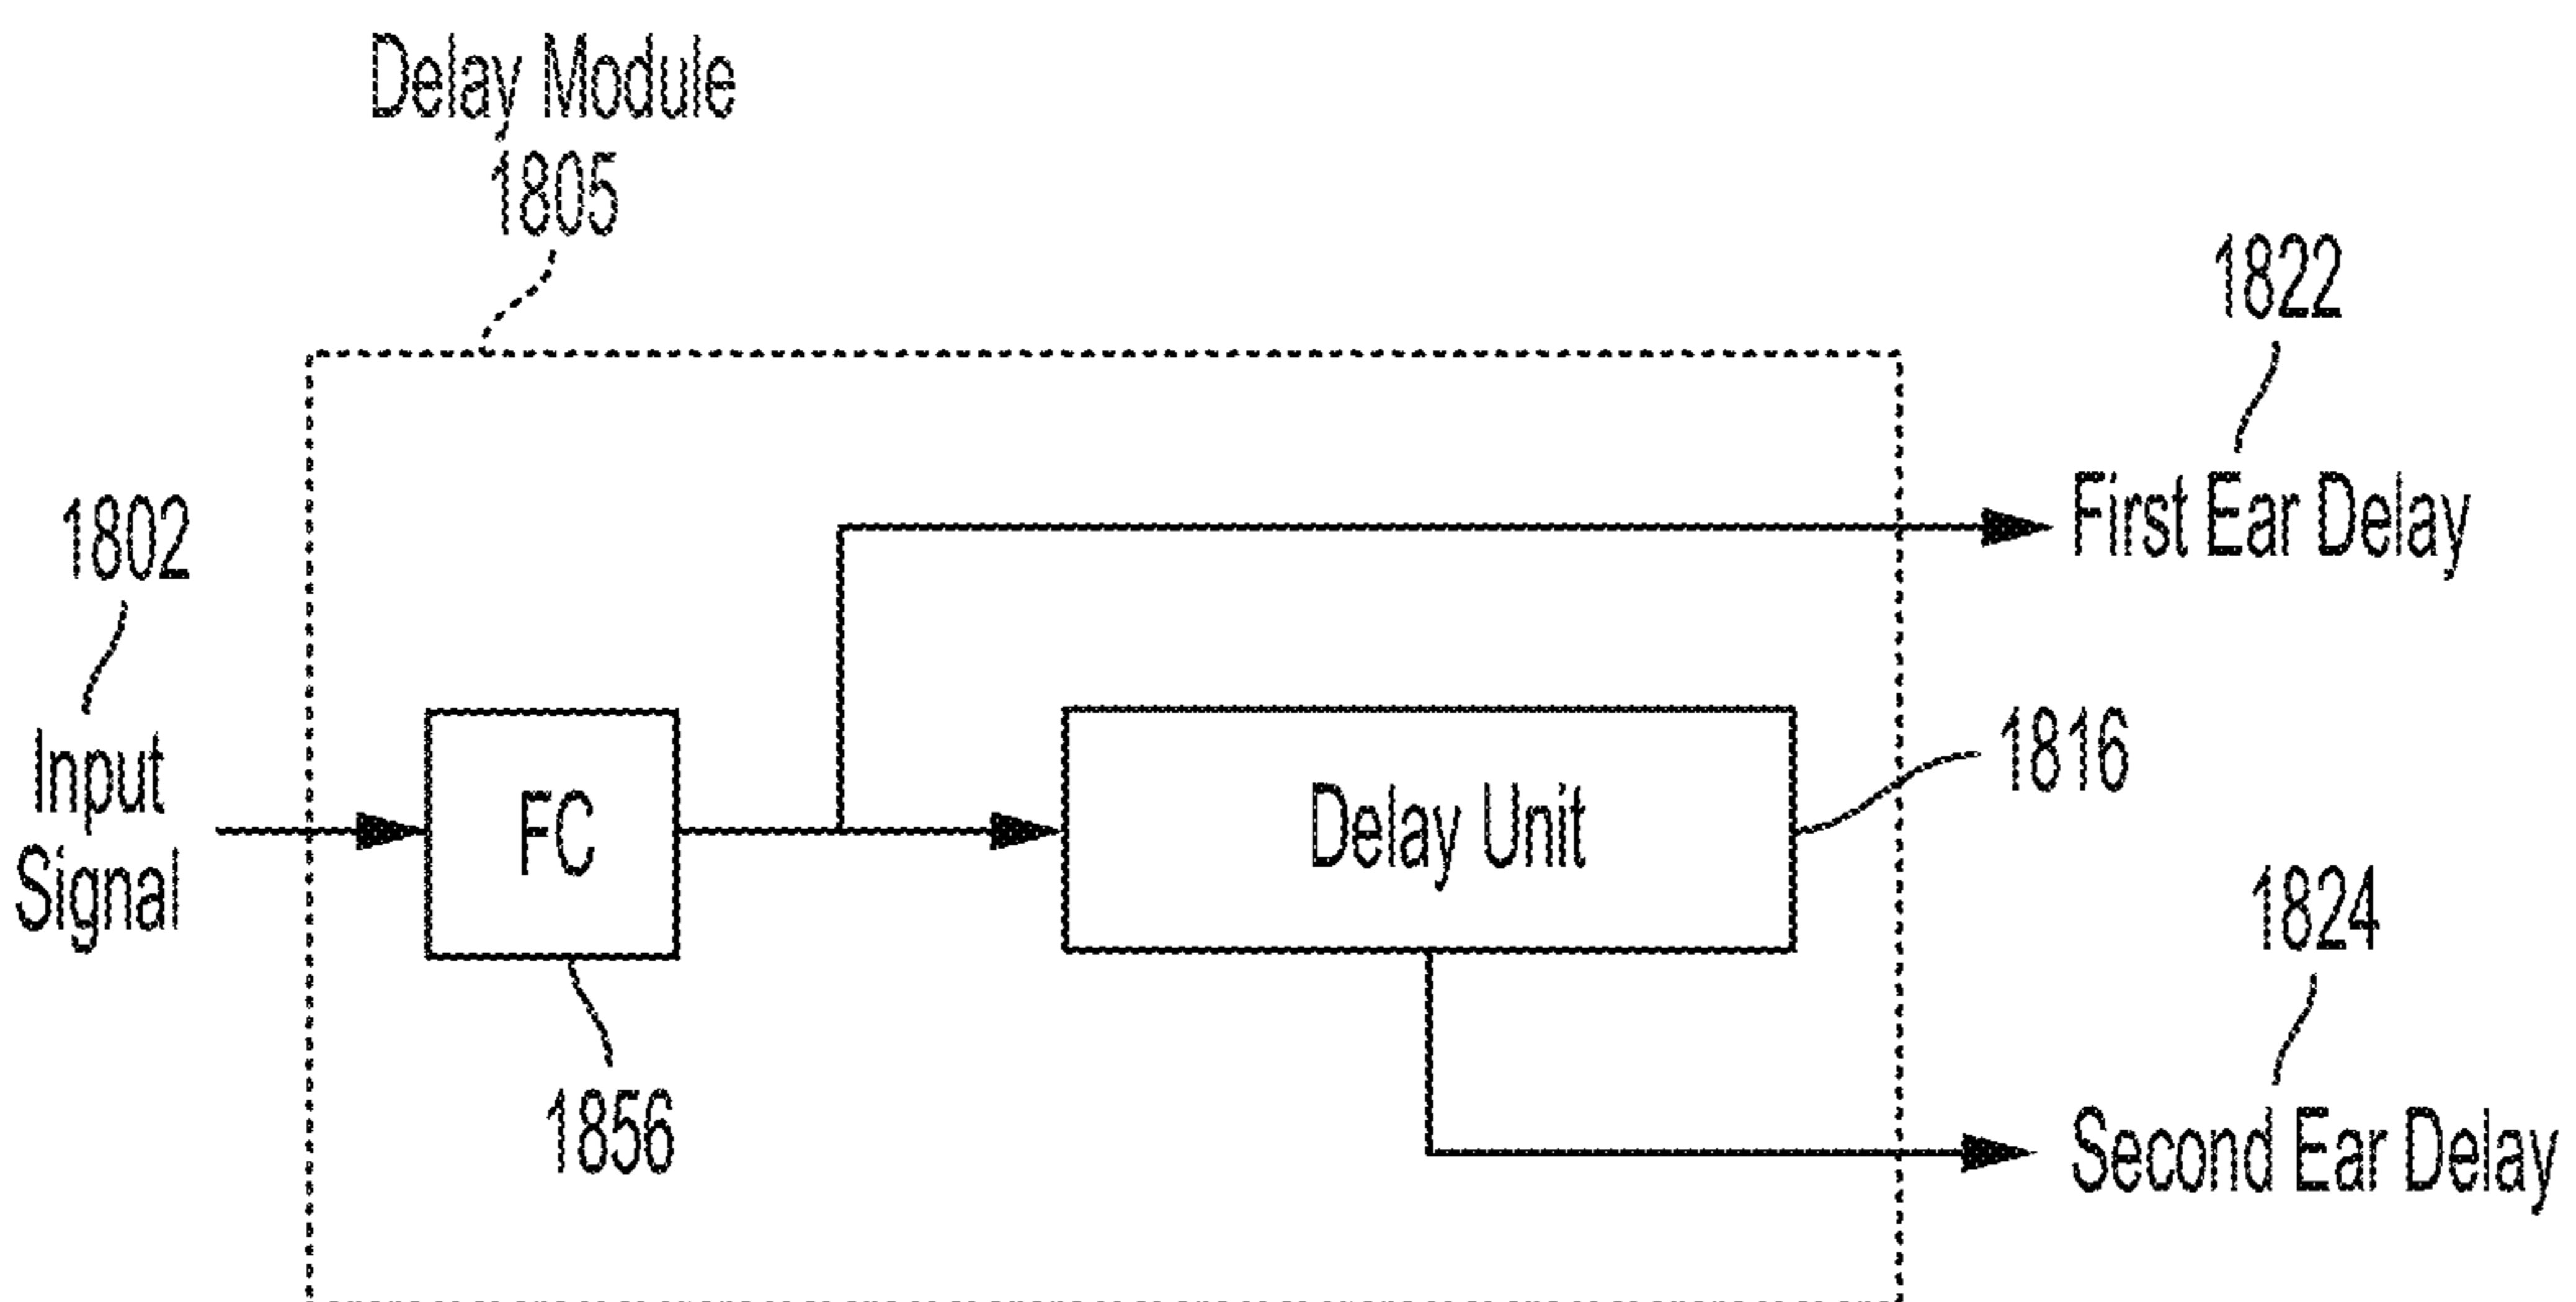 Delay Module
1805
1822
First Ear Delay
1802
Input
Signal
FC
Delay Unit
1816
1856
1824
Second Ear Delay